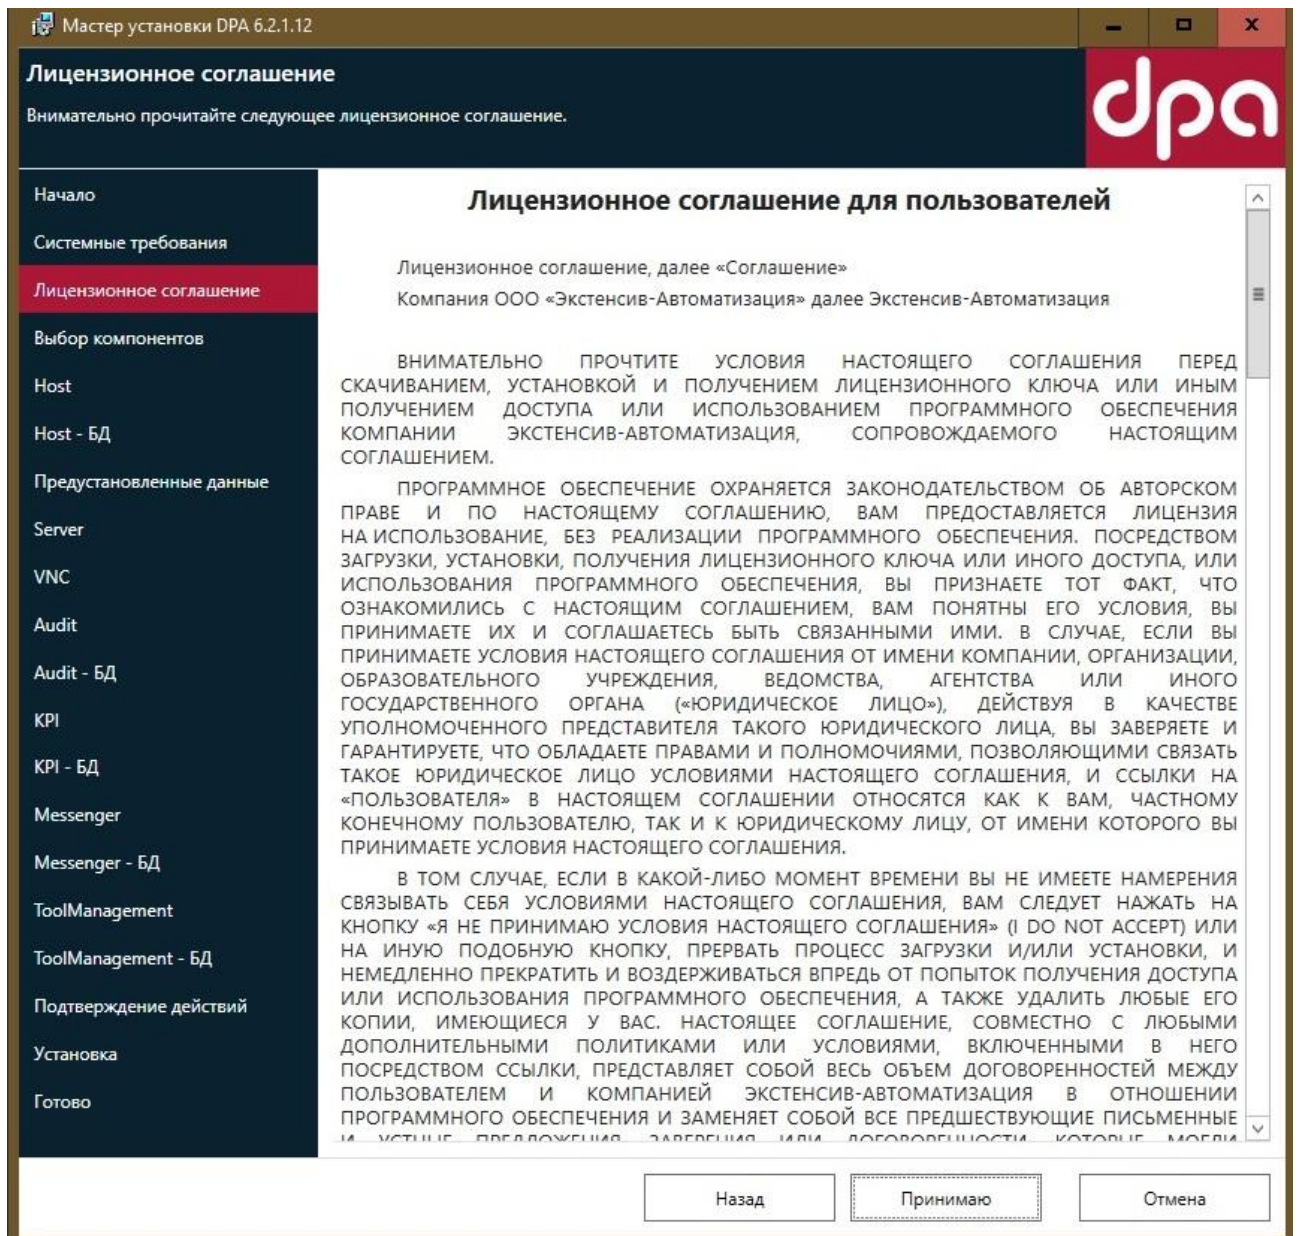 Мастер установки DPA 6.2.1.12
Лицензионное соглашение
Внимательно прочитайте следующее лицензионное соглашение.
dpa
Начало
Системные требования
Лицензионное соглашение
Выбор компонентов
Host
Host - БД
Предустановленные данные
Server
VNC
Audit
Audit - БД
KPI
KPI - БД
Messenger
Messenger - БД
ToolManagement
ToolManagement - БД
Подтверждение действий
Установка
Готово
Лицензионное соглашение для пользователей
Лицензионное соглашение, далее «Соглашение»
Компания ООО «Экстенсив-Автоматизация» далее Экстенсив-Автоматизация
ВНИМАТЕЛЬНО ПРОЧТИТЕ УСЛОВИЯ НАСТОЯЩЕГО СОГЛАШЕНИЯ ПЕРЕД
СКАЧИВАНИЕМ, УСТАНОВКОЙ И ПОЛУЧЕНИЕМ ЛИЦЕНЗИОННОГО КЛЮЧА ИЛИ ИНЫМ
ПОЛУЧЕНИЕМ ДОСТУПА ИЛИ ИСПОЛЬЗОВАНИЕМ ПРОГРАММНОГО ОБЕСПЕЧЕНИЯ
КОМПАНИИ ЭКСТЕНСИВ-АВТОМАТИЗАЦИЯ, СОПРОВОЖДАЕМОГО НАСТОЯЩИМ
СОГЛАШЕНИЕМ.
ПРОГРАММНОЕ ОБЕСПЕЧЕНИЕ ОХРАНЯЕТСЯ ЗАКОНОДАТЕЛЬСТВОМ ОБ АВТОРСКОМ
ПРАВЕ И ПО НАСТОЯЩЕМУ СОГЛАШЕНИЮ, ВАМ ПРЕДОСТАВЛЯЕТСЯ ЛИЦЕНЗИЯ
НА ИСПОЛЬЗОВАНИЕ, БЕЗ РЕАЛИЗАЦИИ ПРОГРАММНОГО ОБЕСПЕЧЕНИЯ. ПОСРЕДСТВОМ
ЗАГРУЗКИ, УСТАНОВКИ, ПОЛУЧЕНИЯ ЛИЦЕНЗИОННОГО КЛЮЧА ИЛИ ИНОГО ДОСТУПА, ИЛИ
ИСПОЛЬЗОВАНИЯ ПРОГРАММНОГО ОБЕСПЕЧЕНИЯ, ВЫ ПРИЗНАЕТЕ ТОТ ФАКТ, ЧТО
ОЗНАКОМИЛИСЬ С НАСТОЯЩИМ СОГЛАШЕНИЕМ, ВАМ ПОНЯТНЫ ЕГО УСЛОВИЯ, ВЫ
ПРИНИМАЕТЕ ИХ И СОГЛАШАЕТЕСЬ БЫТЬ СВЯЗАННЫМИ ИМИ. В СЛУЧАЕ, ЕСЛИ ВЫ
ПРИНИМАЕТЕ УСЛОВИЯ НАСТОЯЩЕГО СОГЛАШЕНИЯ ОТ ИМЕНИ КОМПАНИИ, ОРГАНИЗАЦИИ,
ОБРАЗОВАТЕЛЬНОГО УЧРЕЖДЕНИЯ, ВЕДОМСТВА, АГЕНТСТВА ИЛИ ИНОГО
ГОСУДАРСТВЕННОГО ОРГАНА («ЮРИДИЧЕСКОЕ ЛИЦО»), ДЕЙСТВУЯ В КАЧЕСТВЕ
УПОЛНОМОЧЕННОГО ПРЕДСТАВИТЕЛЯ ТАКОГО ЮРИДИЧЕСКОГО ЛИЦА, ВЫ ЗАВЕРЯЕТЕ И
ГАРАНТИРУЕТЕ, ЧТО ОБЛАДАЕТЕ ПРАВАМИ И ПОЛНОМОЧИЯМИ, ПОЗВОЛЯЮЩИМИ СВЯЗАТЬ
ТАКОЕ ЮРИДИЧЕСКОЕ ЛИЦО УСЛОВИЯМИ НАСТОЯЩЕГО СОГЛАШЕНИЯ, И ССЫЛКИ НА
«ПОЛЬЗОВАТЕЛЯ» В НАСТОЯЩЕМ СОГЛАШЕНИИ ОТНОСЯТСЯ КАК К ВАМ, ЧАСТНОМУ
КОНЕЧНОМУ ПОЛЬЗОВАТЕЛЮ, ТАК И К ЮРИДИЧЕСКОМУ ЛИЦУ, ОТ ИМЕНИ КОТОРОГО ВЫ
ПРИНИМАЕТЕ УСЛОВИЯ НАСТОЯЩЕГО СОГЛАШЕНИЯ.
В ТОМ СЛУЧАЕ, ЕСЛИ В КАКОЙ-ЛИБО МОМЕНТ ВРЕМЕНИ ВЫ НЕ ИМЕЕТЕ НАМЕРЕНИЯ
СВЯЗЫВАТЬ СЕБЯ УСЛОВИЯМИ НАСТОЯЩЕГО СОГЛАШЕНИЯ, ВАМ СЛЕДУЕТ НАЖАТЬ НА
КНОПКУ «Я НЕ ПРИНИМАЮ УСЛОВИЯ НАСТОЯЩЕГО СОГЛАШЕНИЯ» (I DO NOT ACCEPT) ИЛИ
НА ИНУЮ ПОДОБНУЮ КНОПКУ, ПРЕРВАТЬ ПРОЦЕСС ЗАГРУЗКИ И/ИЛИ УСТАНОВКИ, И
НЕМЕДЛЕННО ПРЕКРАТИТЬ И ВОЗДЕРЖИВАТЬСЯ ВПРЕДЬ ОТ ПОПЫТОК ПОЛУЧЕНИЯ ДОСТУПА
ИЛИ ИСПОЛЬЗОВАНИЯ ПРОГРАММНОГО ОБЕСПЕЧЕНИЯ, А ТАКЖЕ УДАЛИТЬ ЛЮБЫЕ ЕГО
КОПИИ, ИМЕЮЩИЕСЯ У ВАС. НАСТОЯЩЕЕ СОГЛАШЕНИЕ, СОВМЕСТНО С ЛЮБЫМИ
ДОПОЛНИТЕЛЬНЫМИ ПОЛИТИКАМИ ИЛИ УСЛОВИЯМИ, ВКЛЮЧЕННЫМИ В НЕГО
ПОСРЕДСТВОМ ССЫЛКИ, ПРЕДСТАВЛЯЕТ СОБОЙ ВЕСЬ ОБЪЕМ ДОГОВОРЕННОСТЕЙ МЕЖДУ
ПОЛЬЗОВАТЕЛЕМ И КОМПАНИЕЙ ЭКСТЕНСИВ-АВТОМАТИЗАЦИЯ В ОТНОШЕНИИ
ПРОГРАММНОГО ОБЕСПЕЧЕНИЯ И ЗАМЕНЯЕТ СОБОЙ ВСЕ ПРЕДШЕСТВУЮЩИЕ ПИСЬМЕННЫЕ
И УСТНЫЕ ПРЕДЛОЖЕНИЯ, ЗАВЕРЕНИЯ ИЛИ ДОГОВОРЕННОСТИ, КОТОРЫЕ МОГЛИ
Назад
Принимаю
Отмена